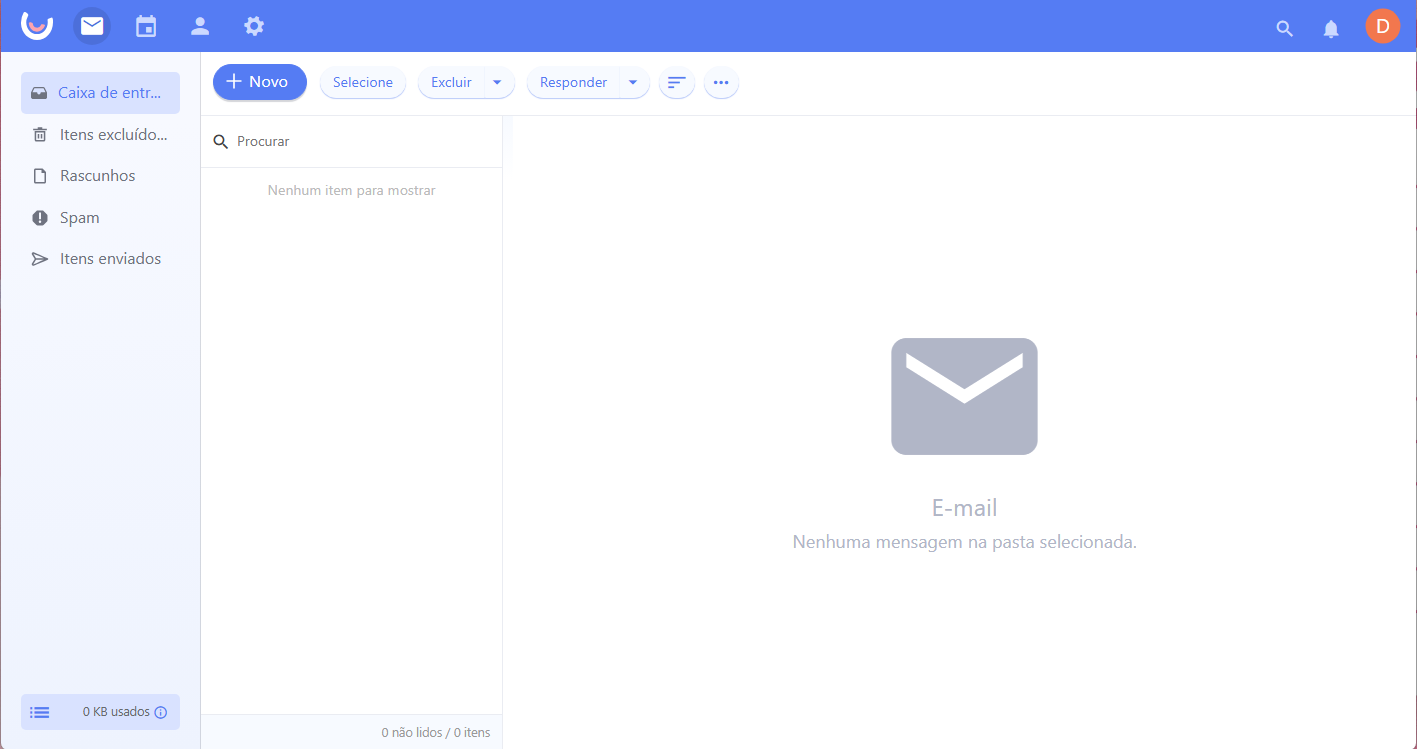 D
Novo
Selecione
Excluir
Responder
Caixa de entr...
Itens excluído...
Rascunhos
Spam
Itens enviados
Procurar
Nenhum item para mostrar
E-mail
Nenhuma mensagem na pasta selecionada.
0 KB usados
0 não lidos / 0 itens